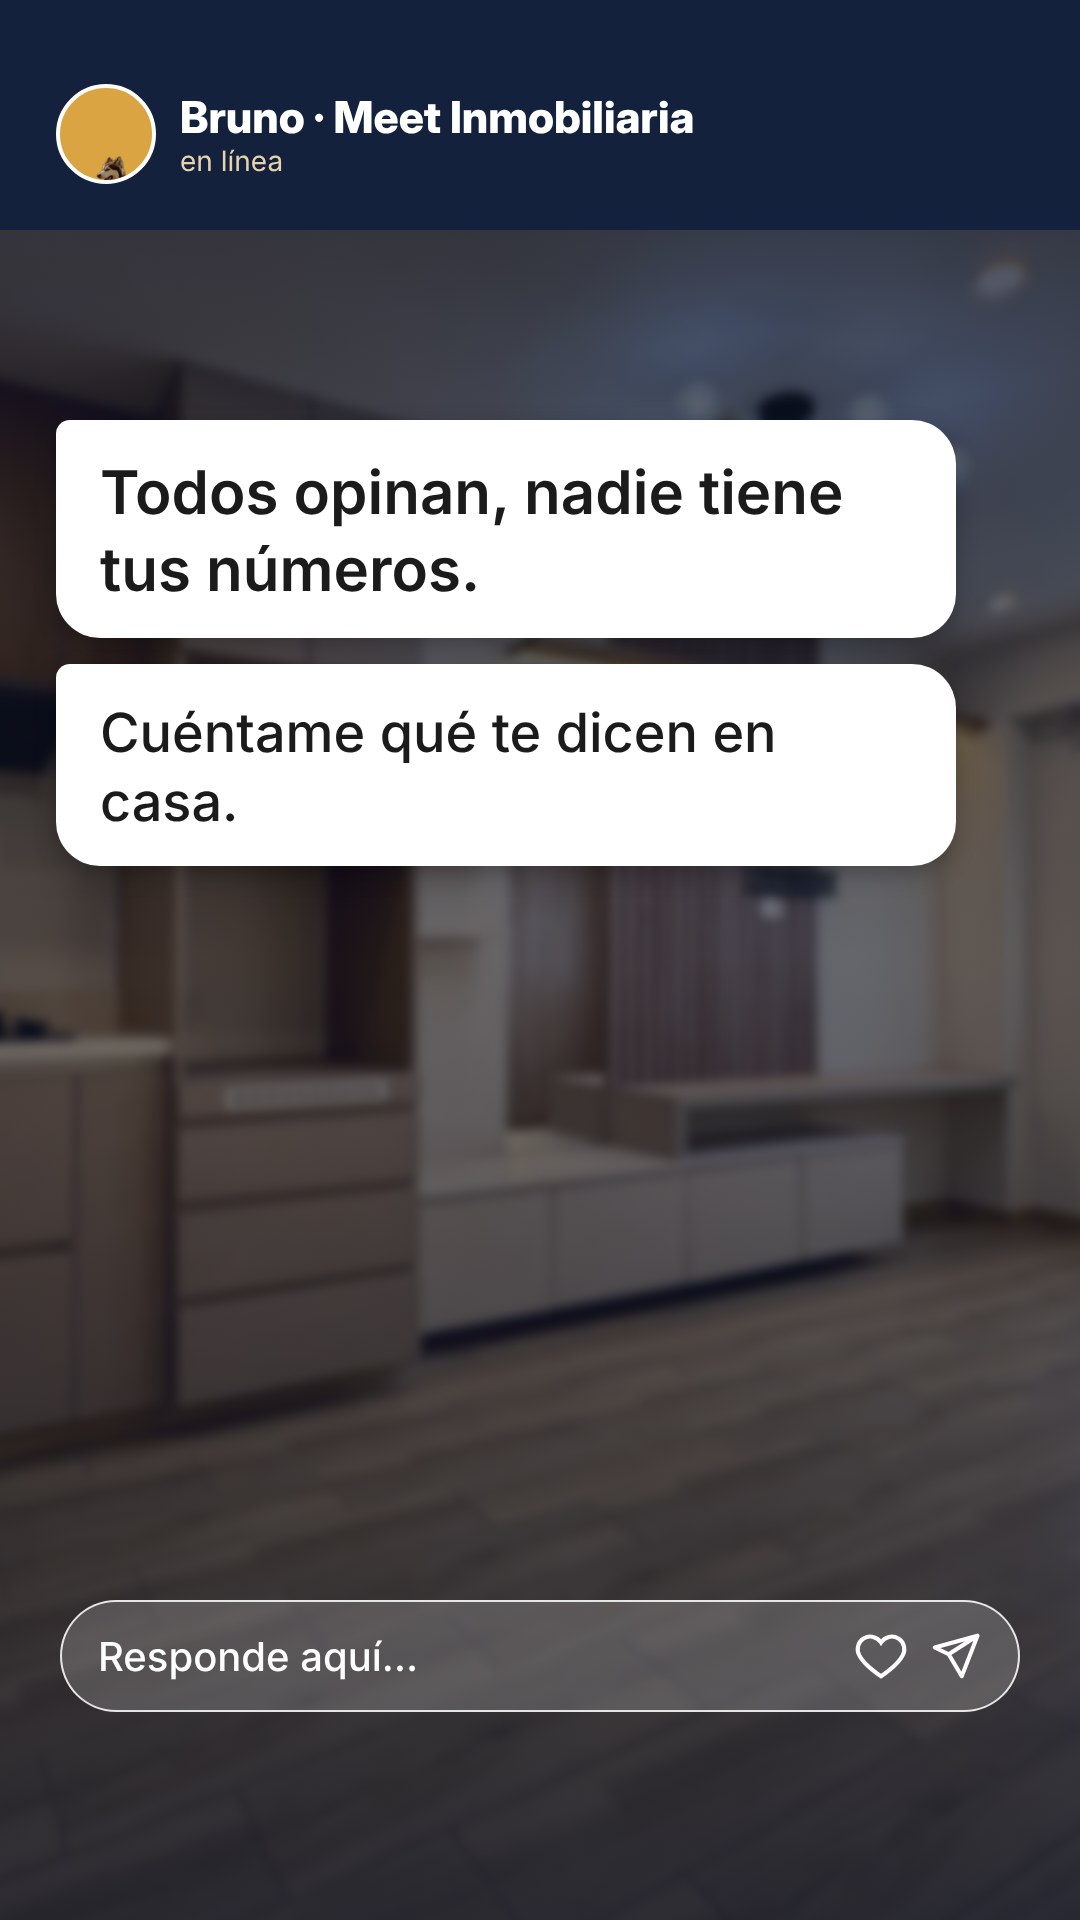 Bruno · Meet Inmobiliaria
en línea
Todos opinan, nadie tiene
tus números.
Cuéntame qué te dicen en
casa.
Responde aquí...